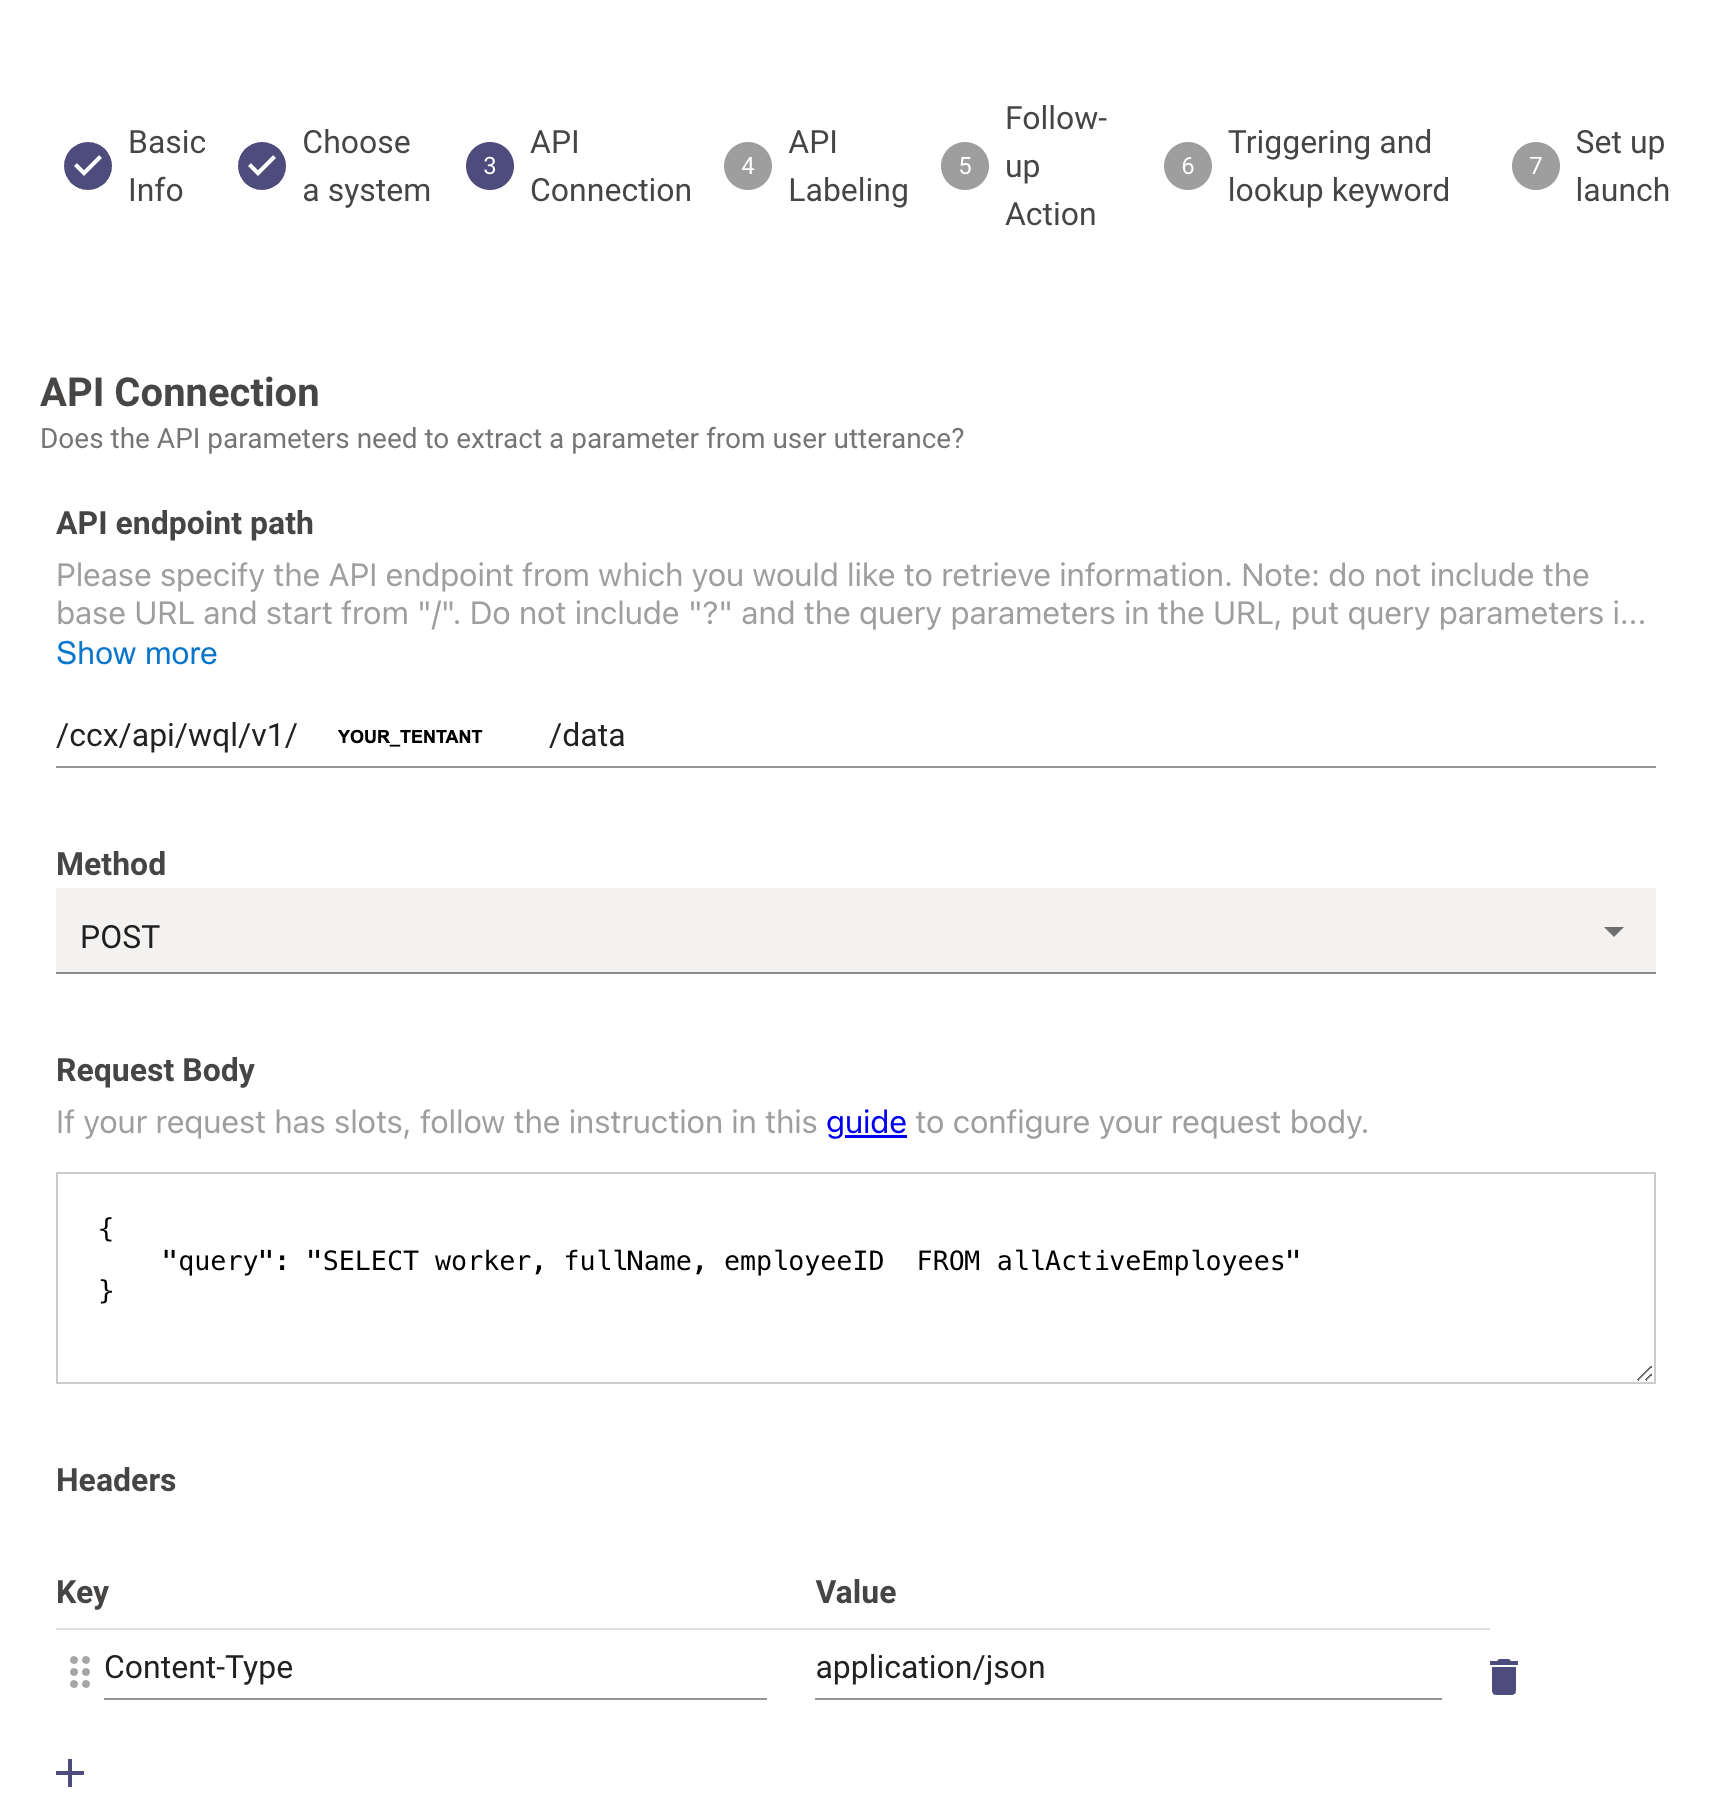 Basic
Info
Choose
a system
3
API
Connection
4
API
Labeling
5
Follow-
up
Action
6
Triggering and
lookup keyword
7
Set up
launch
API Connection
Does the API parameters need to extract a parameter from user utterance?
API endpoint path
Please specify the API endpoint from which you would like to retrieve information. Note: do not include the
base URL and start from "/". Do not include "?" and the query parameters in the URL, put query parameters i...
Show more
/ccx/api/wql/v1/ YOUR_TENTANT /data
Method
POST
Request Body
If your request has slots, follow the instruction in this guide to configure your request body.
{
"query": "SELECT worker, fullName, employeeID  FROM allActiveEmployees"
}
Headers
Key Value
Content-Type application/json